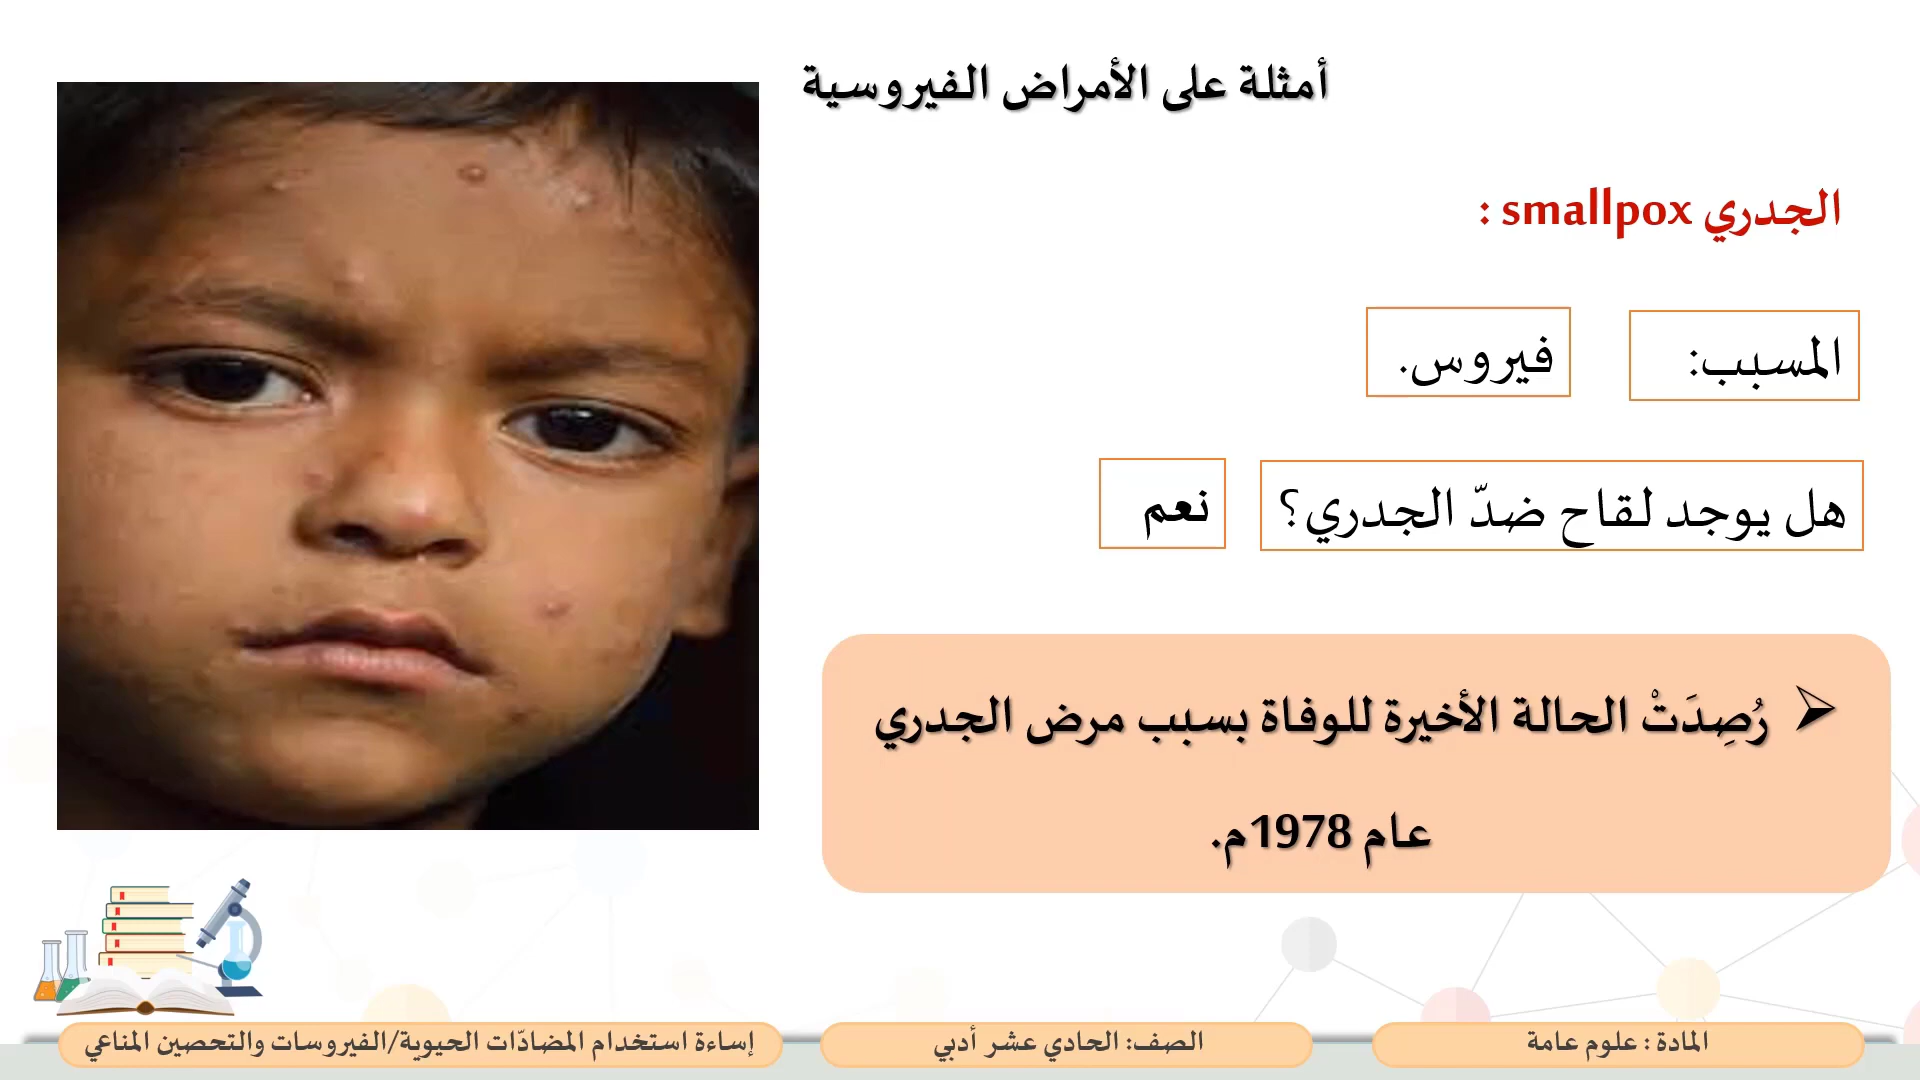 أمثلة على الأمراض الفيروسية
الجدري smallpox :
المسبب: فيروس.
هل يوجد لقاح ضدّ الجدري؟ نعم
رُصِدَتْ الحالة الأخيرة للوفاة بسبب مرض الجدري
عام 1978م.
المادة : علوم عامة
الصف: الحادي عشر أدبي
إساءة استخدام المضادّات الحيوية/الفيروسات والتحصين المناعي